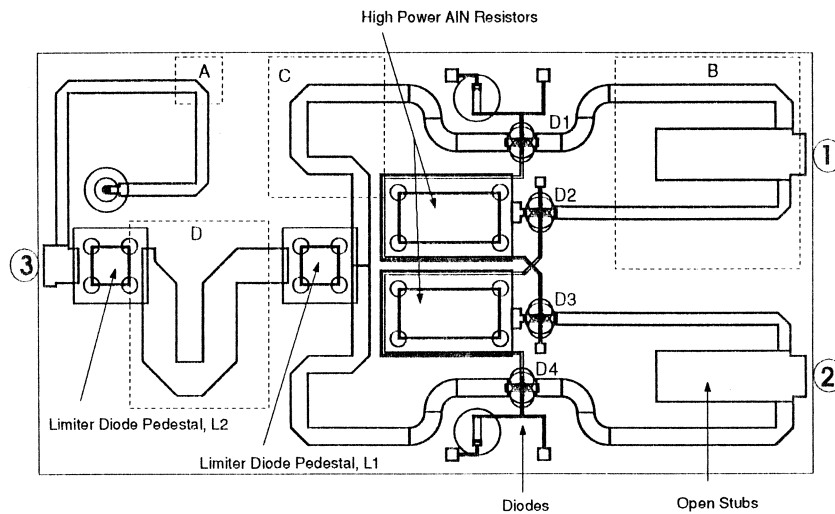 High Power AlN Resistors
A
C
B
D1
1
D2
D
3
D3
2
D4
Limiter Diode Pedestal, L2
Limiter Diode Pedestal, L1
Diodes
Open Stubs